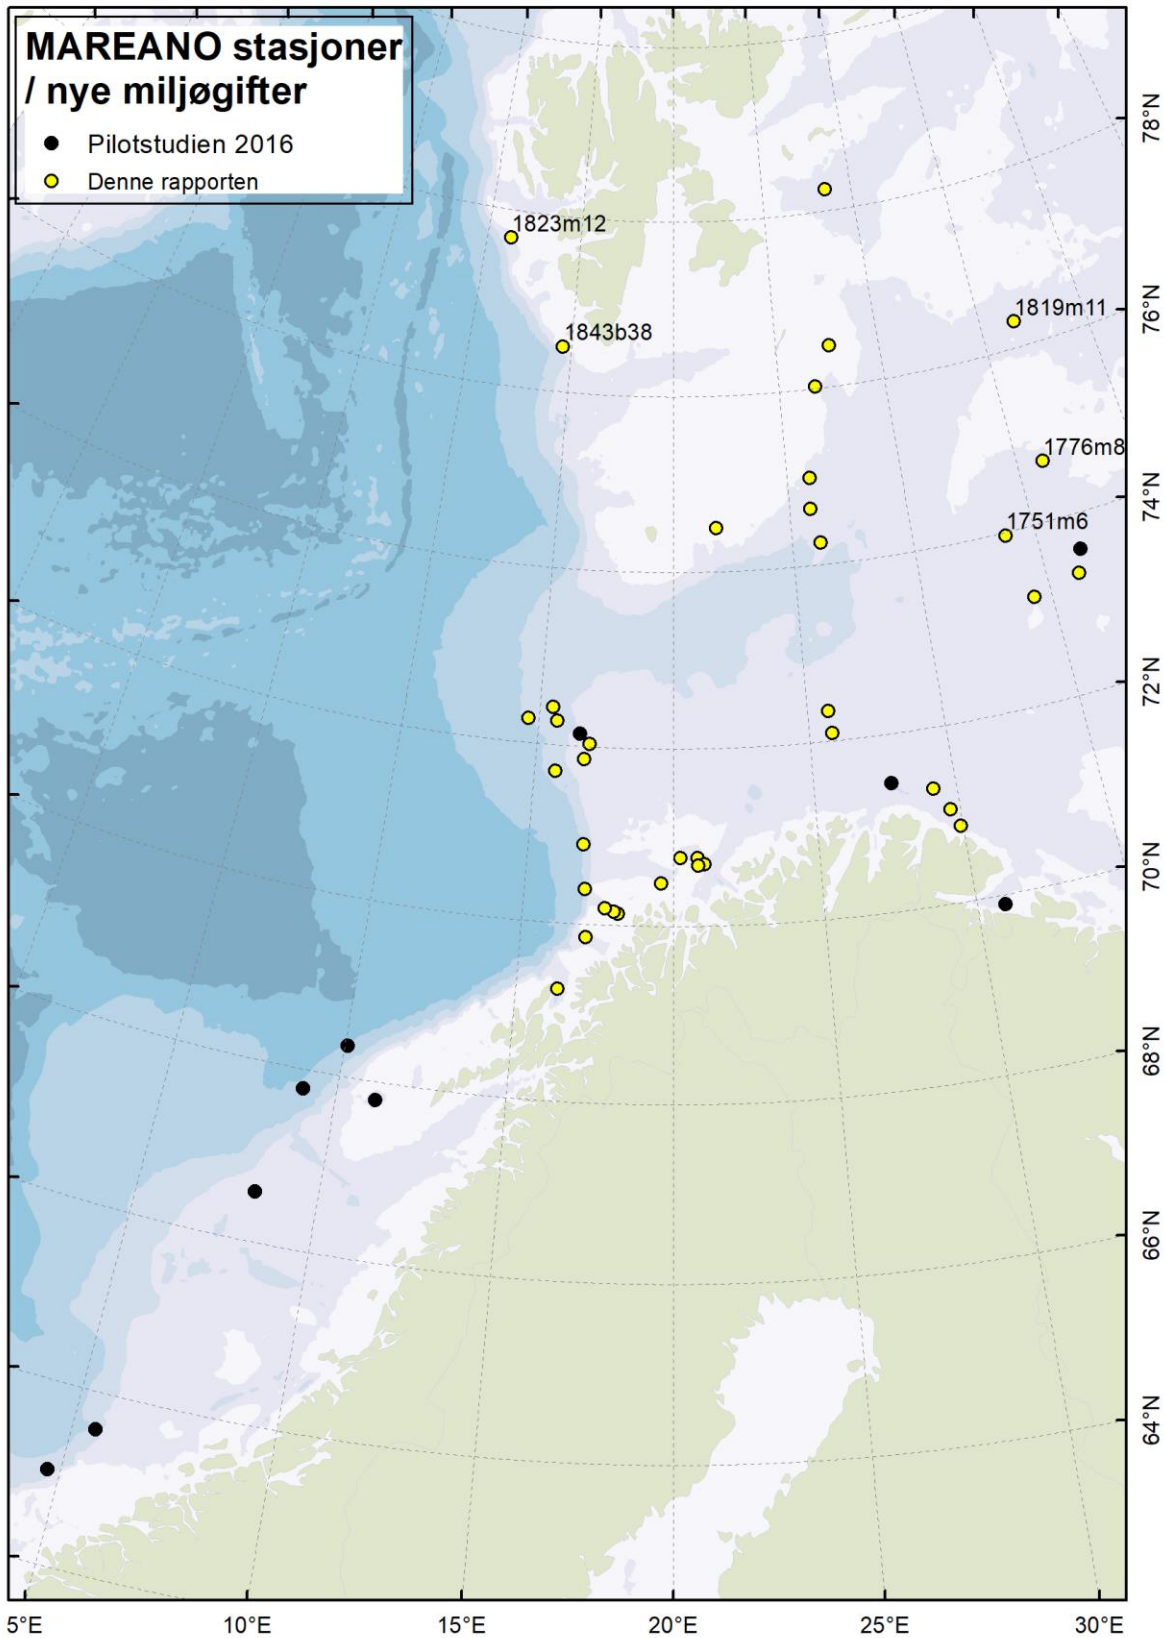 MAREANO stasjoner
/ nye miljøgifter
Pilotstudien 2016
Denne rapporten
1823m12
1843b38
1819m11
1776m8
1751m6
78°N
76°N
74°N
72°N
70°N
68°N
66°N
64°N
5°E
10°E
15°E
20°E
25°E
30°E